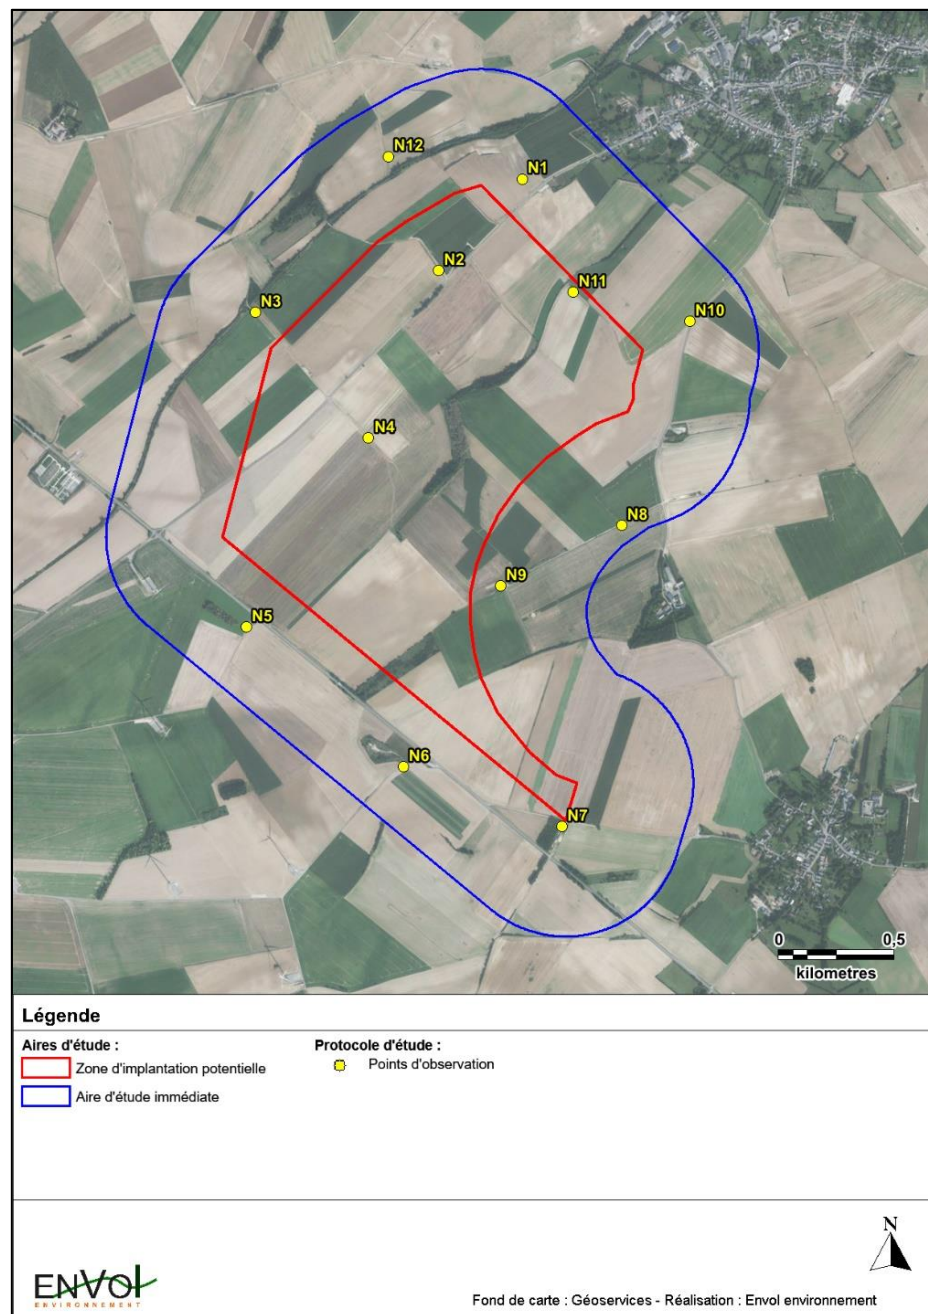 N12
N1
N2
N11
N3
N10
N4
N8
N9
N5
N6
N7
0 0,5
kilometres
Légende
Aires d'étude :
Zone d'implantation potentielle
Aire d'étude immédiate
Protocole d'étude :
Points d'observation
N
ENVOl
ENVIRONNEMENT
Fond de carte : Géoservices - Réalisation : Envol environnement